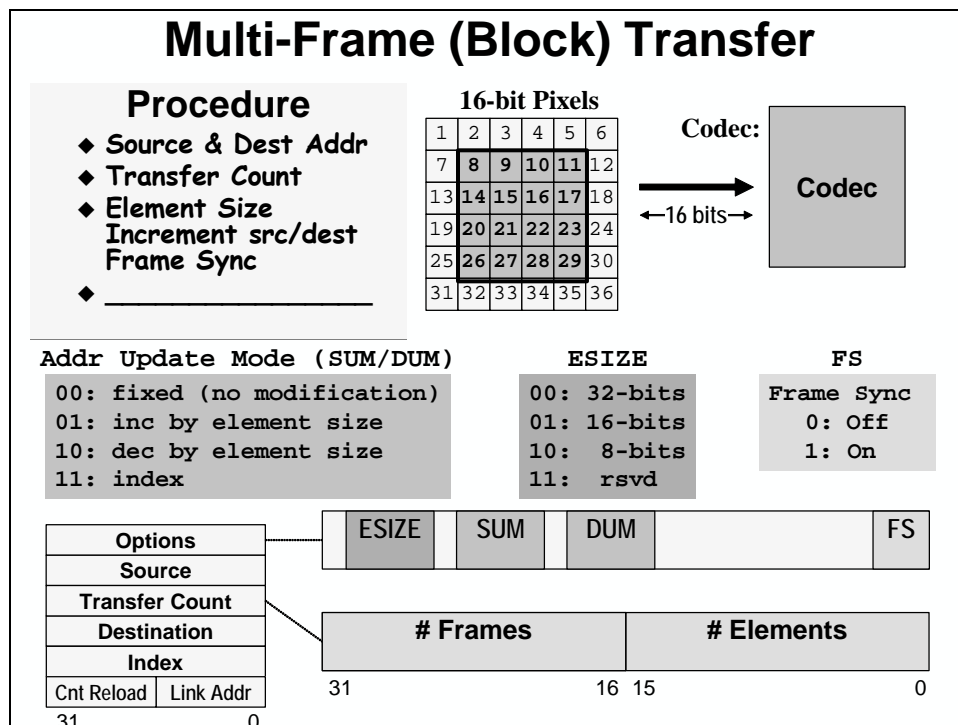 Multi-Frame (Block) Transfer
Procedure
◆ Source & Dest Addr
◆ Transfer Count
◆ Element Size
Increment src/dest
Frame Sync
◆ __________________
16-bit Pixels
1 2 3 4 5 6
7 8 9 10 11 12
13 14 15 16 17 18
19 20 21 22 23 24
25 26 27 28 29 30
31 32 33 34 35 36
Codec:
16 bits
Codec
Addr Update Mode (SUM/DUM)
00: fixed (no modification)
01: inc by element size
10: dec by element size
11: index
ESIZE
00: 32-bits
01: 16-bits
10: 8-bits
11: rsvd
FS
Frame Sync
0: Off
1: On
Options
Source
Transfer Count
Destination
Index
Cnt Reload Link Addr
31 0
ESIZE SUM DUM FS
# Frames # Elements
31 16 15 0